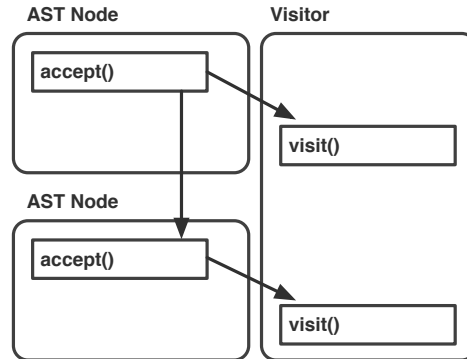 AST Node
Visitor
accept()
visit()
AST Node
accept()
visit()